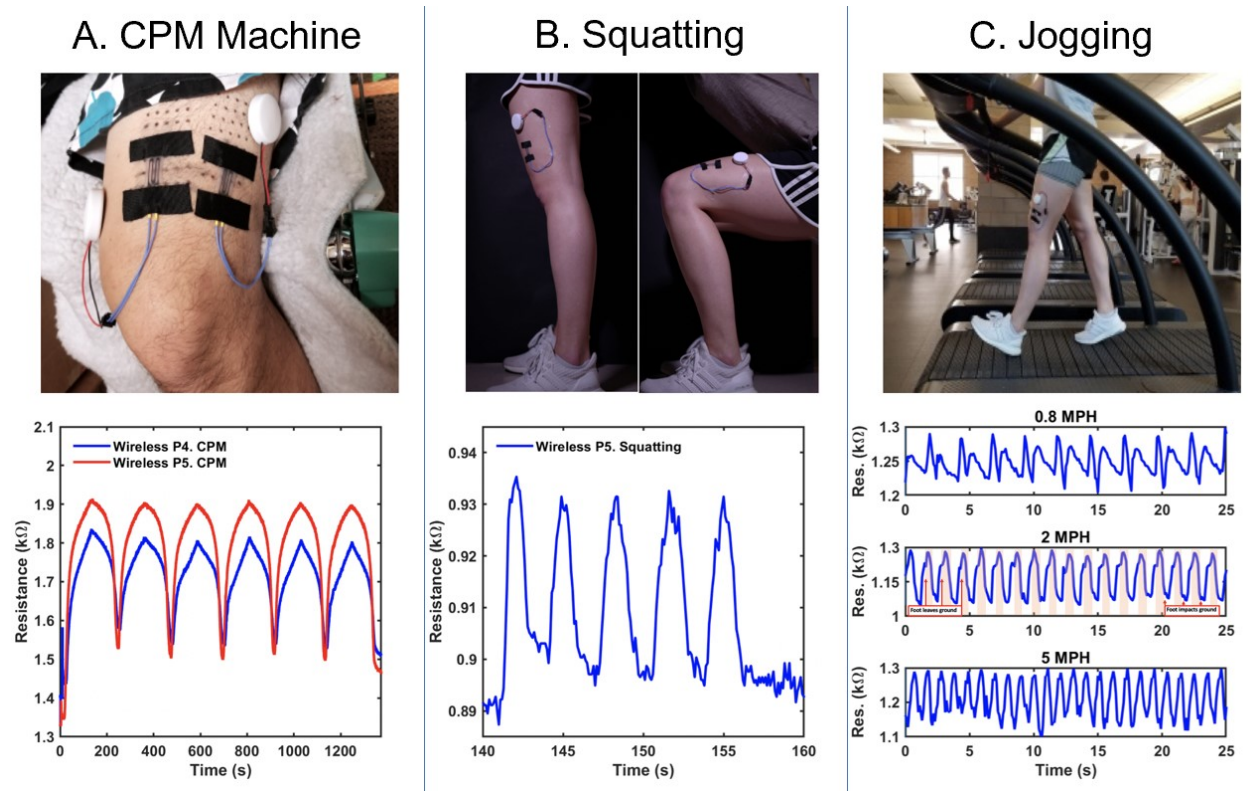 A. CPM Machine
B. Squatting
C. Jogging
2.1
2
1.9
1.8
1.7
1.6
1.5
1.4
1.3
Resistance (kΩ)
Wireless P4. CPM
Wireless P5. CPM
0 200 400 600 800 1000 1200
Time (s)
0.94
0.93
0.92
0.91
0.9
0.89
Resistance (kΩ)
Wireless P5. Squatting
140 145 150 155 160
Time (s)
0.8 MPH
1.3
1.25
1.2
Res. (kΩ)
0 5 10 15 20 25
2 MPH
1.3
1.15
1
Res. (kΩ)
Foot leaves ground
Foot impacts ground
0 5 10 15 20 25
5 MPH
1.3
1.2
1.1
Res. (kΩ)
0 5 10 15 20 25
Time (s)